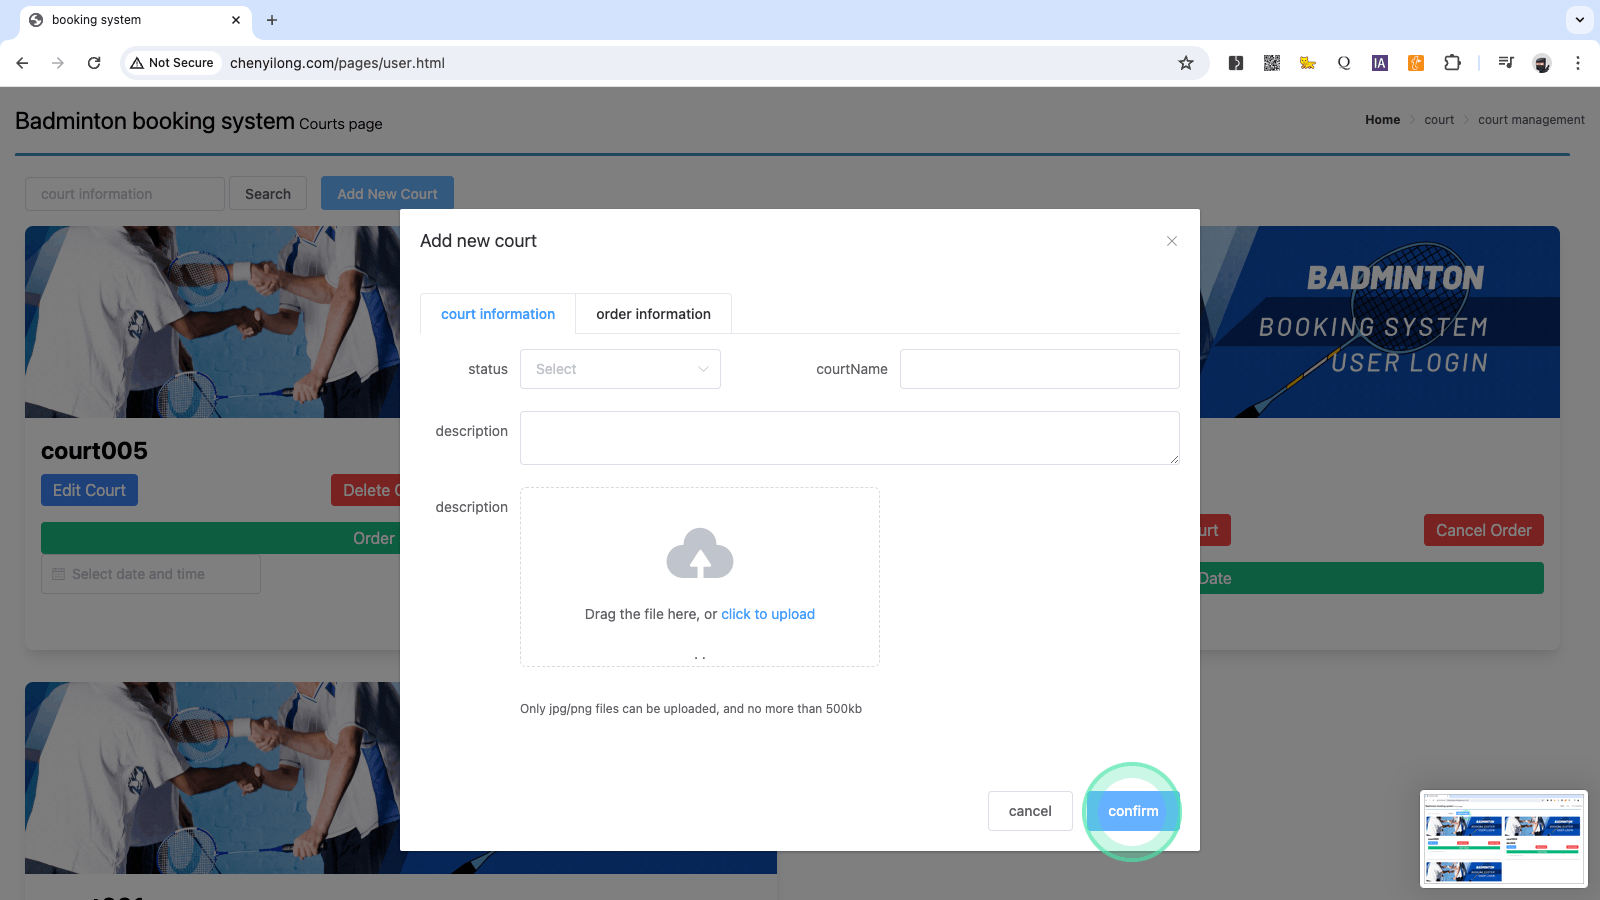 booking system
Not Secure
chenyilong.com/pages/user.html
Badminton booking system Courts page
Home
court
court management
court information
Search
Add New Court
Add new court
court information
order information
status
Select
courtName
description
description
Drag the file here, or click to upload
Only jpg/png files can be uploaded, and no more than 500kb
cancel
confirm
court005
Edit Court
Delete
Order
Select date and time
BADMINTON
BOOKING SYSTEM
USER LOGIN
Cancel Order
Date